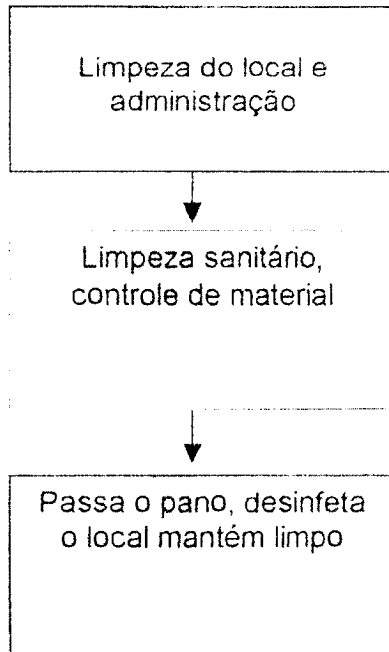 Limpeza do local e
administração
Limpeza sanitário,
controle de material
Passa o pano, desinfeta
o local mantém limpo